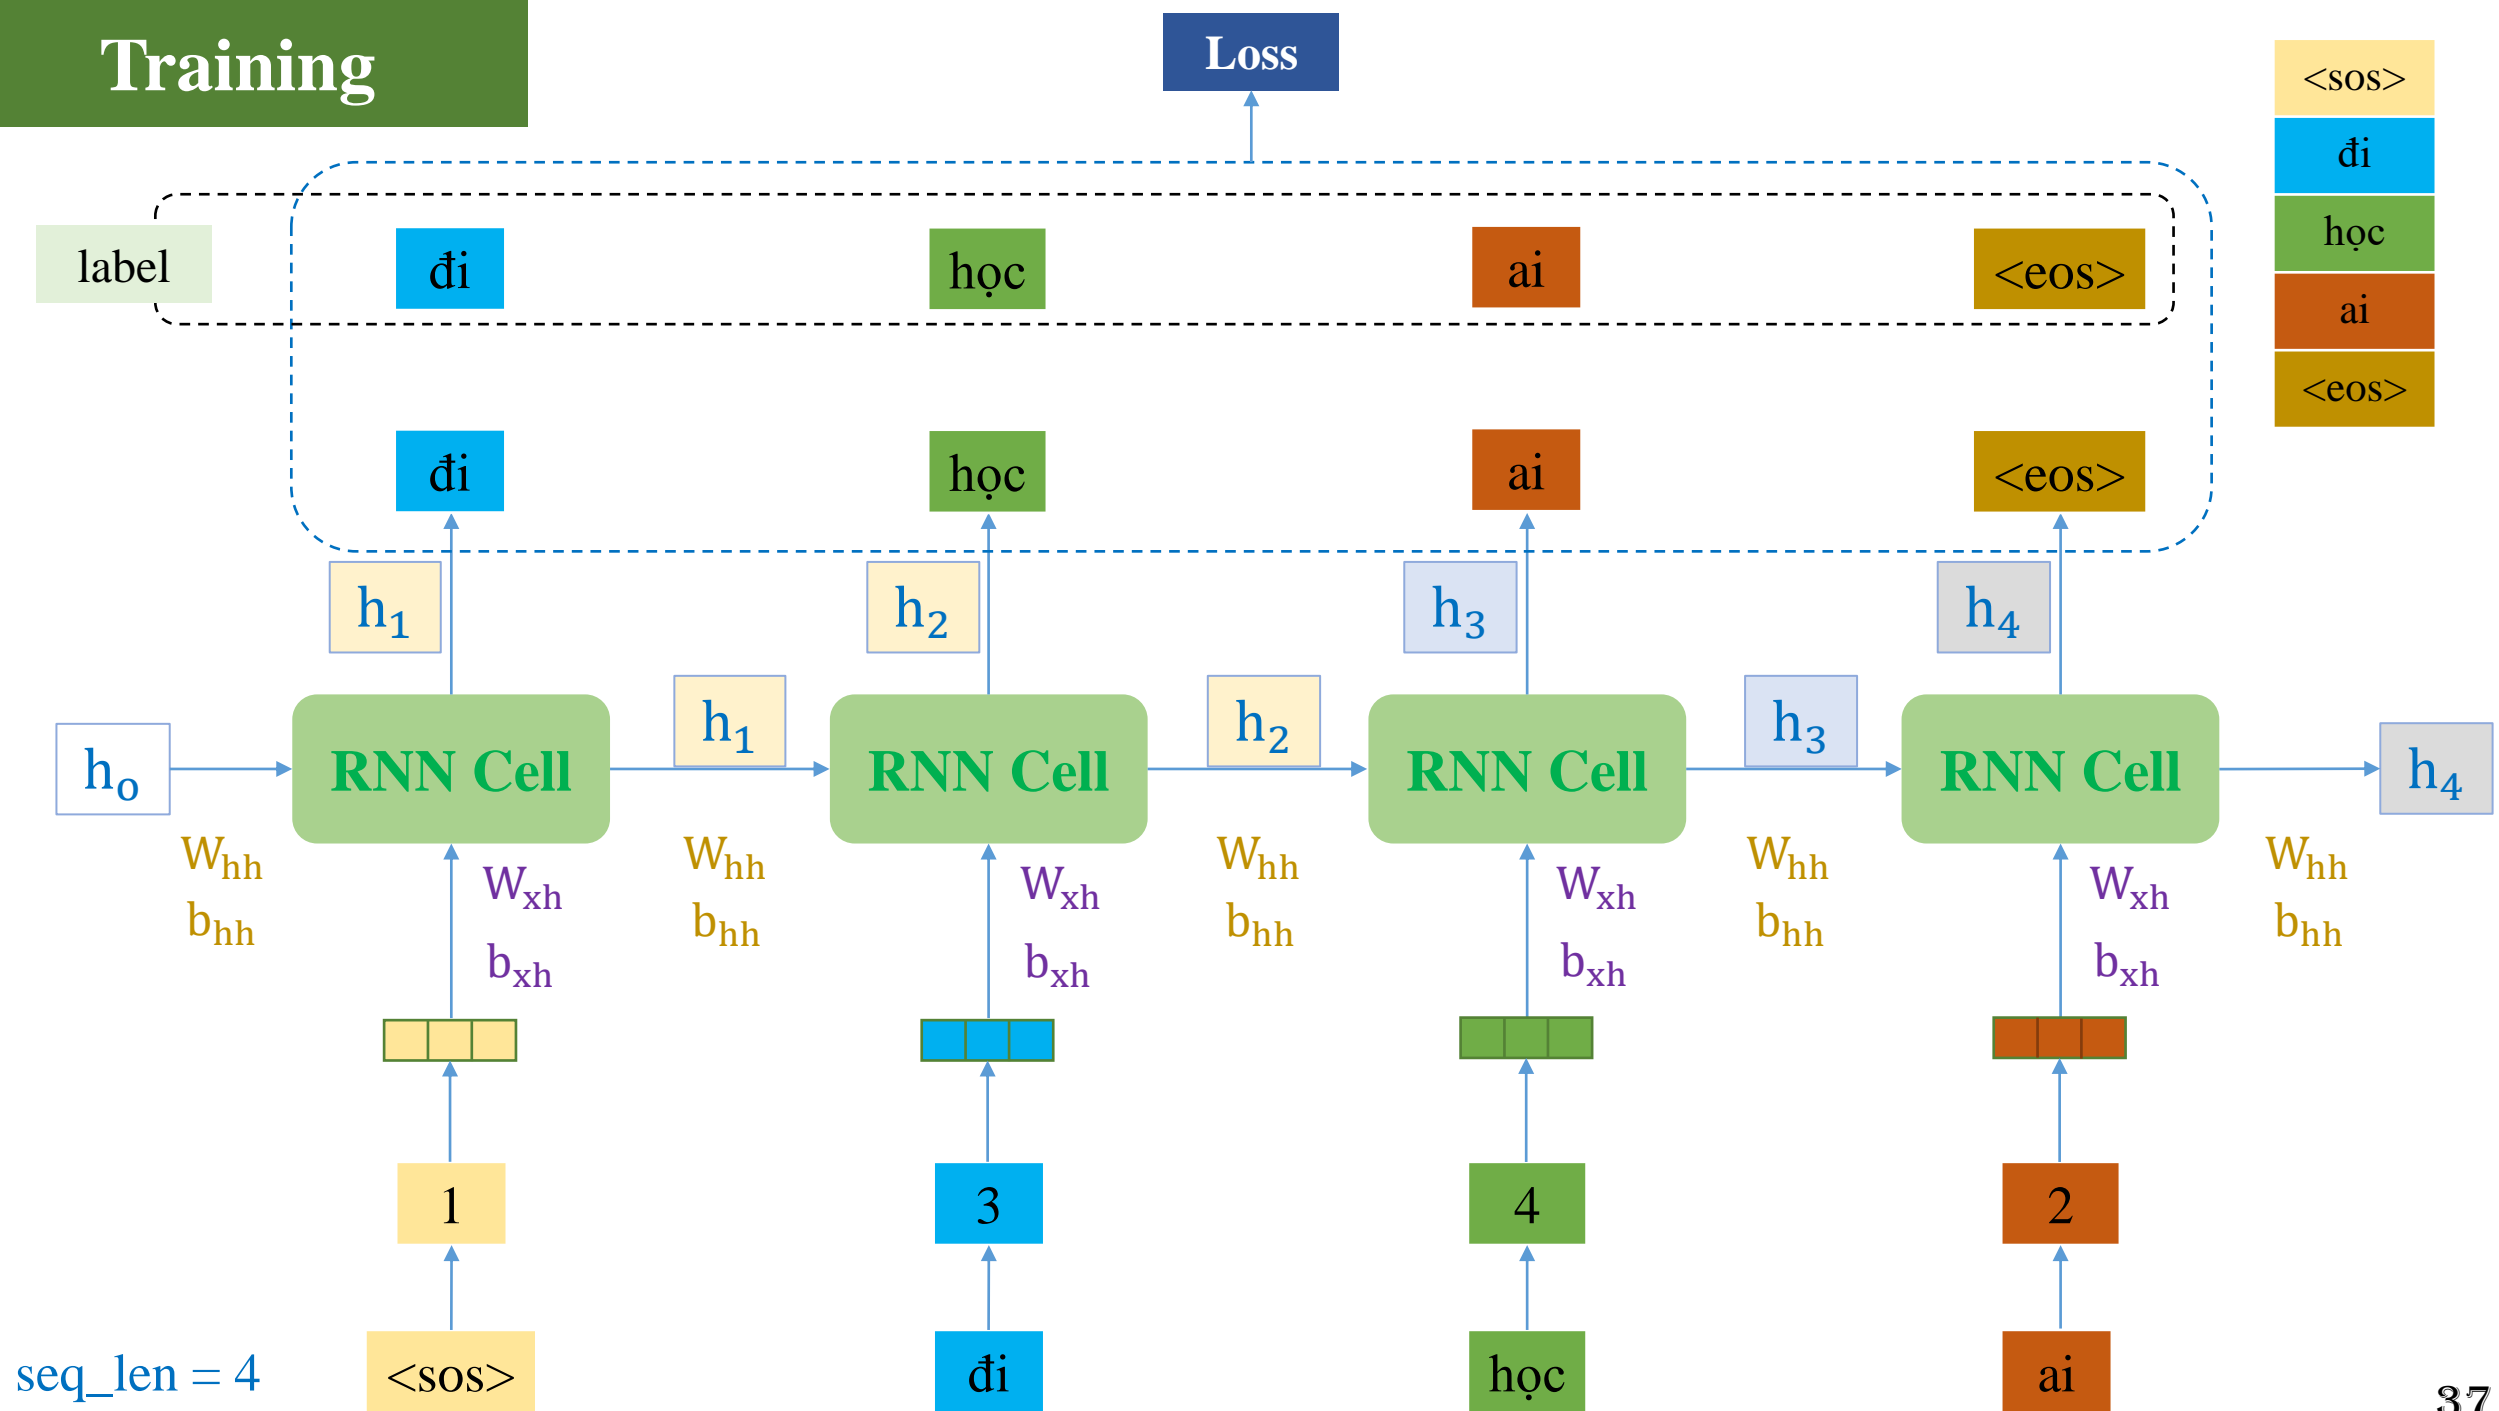 Training
Loss
<sos>
đi
học
ai
<eos>
label
đi
học
ai
<eos>
đi
học
ai
<eos>
h1
h2
h3
h4
h1
h2
h3
ho
RNN Cell
RNN Cell
RNN Cell
RNN Cell
h4
Whh
bhh
Wxh
bxh
Whh
bhh
Wxh
bxh
Whh
bhh
Wxh
bxh
Whh
bhh
Wxh
bxh
Whh
bhh
1
3
4
2
seq_len = 4
<sos>
đi
học
ai
37